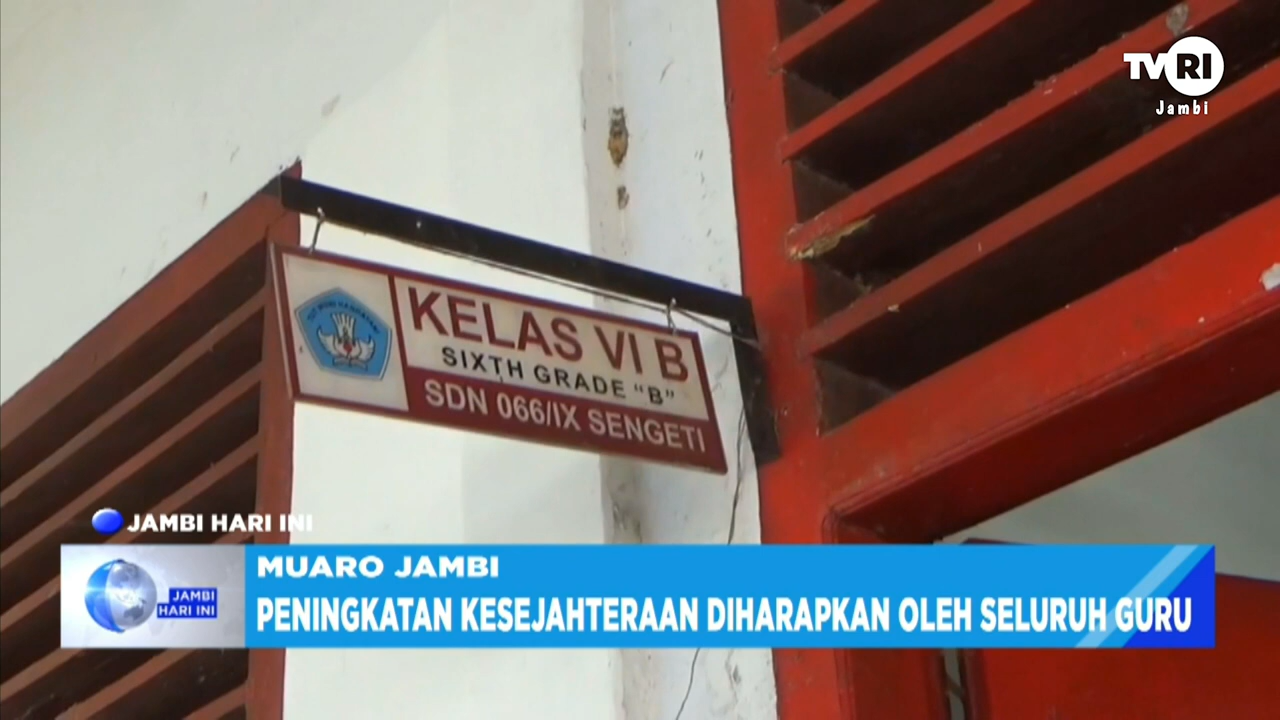 TVRI
Jambi
KELAS VI B
SIXTH GRADE "B"
SDN 066/IX SENGETI
JAMBI HARI INI
MUARO JAMBI
JAMBI
HARI INI
PENINGKATAN KESEJAHTERAAN DIHARAPKAN OLEH SELURUH GURU